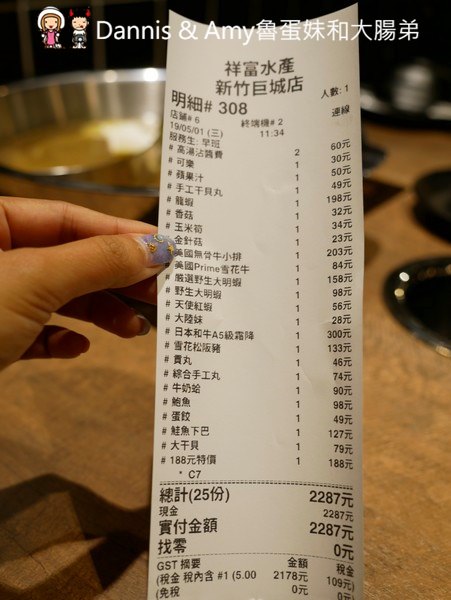 Dannis & Amy魯蛋妹和大腸弟
祥富水產
新竹巨城店
人數: 1
明細# 308 連線
店鋪# 6 終端機# 2
19/05/01 (三) 11:34
服務生: 早班
# 高湯沾醬費 2 60元
# 可樂 1 30元
# 蘋果汁 1 50元
# 手工干貝丸 1 49元
# 龍蝦 1 198元
# 香菇 1 32元
# 玉米筍 1 34元
# 金針菇 1 23元
美國無骨牛小排 1 203元
美國Prime雪花牛 1 84元
# 嚴選野生大明蝦 1 158元
# 野生大明蝦 1 98元
# 天使紅蝦 1 56元
# 大陸妹 1 28元
# 日本和牛A5級霜降 1 300元
# 雪花松阪豬 1 133元
# 貢丸 1 46元
# 綜合手工丸 1 74元
# 牛奶蛤 1 90元
# 鮑魚 1 98元
# 蛋餃 1 49元
# 鮭魚下巴 1 127元
# 大干貝 1 79元
# 188元特價 1 188元
* C7
總計(25份) 2287元
現金 2287元
實付金額 2287元
找零 0元
GST 摘要 金額 稅金
(稅金 稅內含 #1 (5.00 2178元 109元)
(免稅 0元 0元)